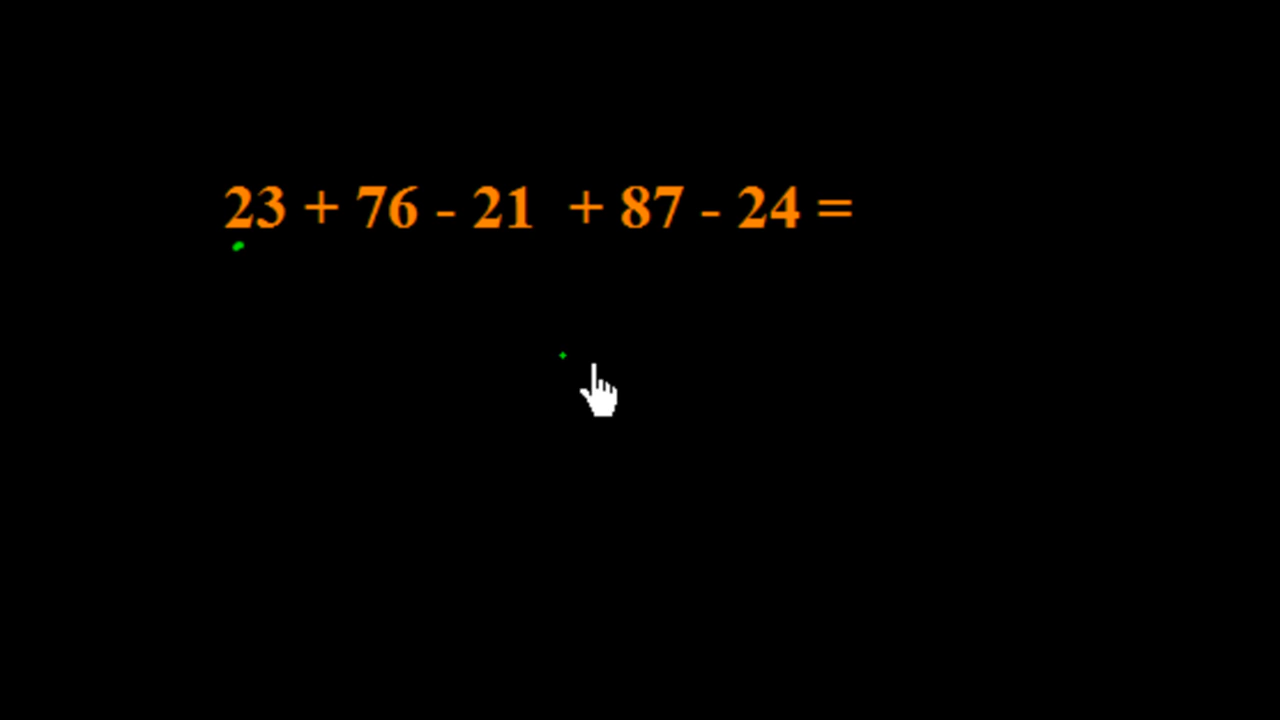 23 + 76 - 21 + 87 - 24 =